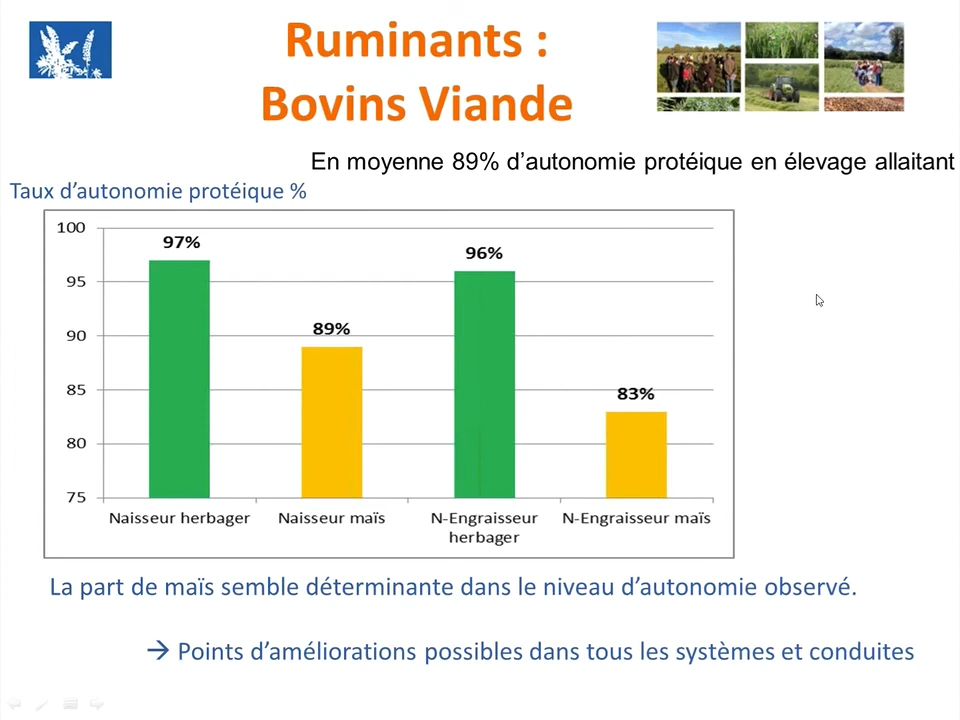 Ruminants :
Bovins Viande
En moyenne 89% d’autonomie protéique en élevage allaitant
Taux d’autonomie protéique %
100
95
90
85
80
75
97%
89%
96%
83%
Naisseur herbager
Naisseur maïs
N-Engraisseur
herbager
N-Engraisseur maïs
La part de maïs semble déterminante dans le niveau d’autonomie observé.
→ Points d’améliorations possibles dans tous les systèmes et conduites